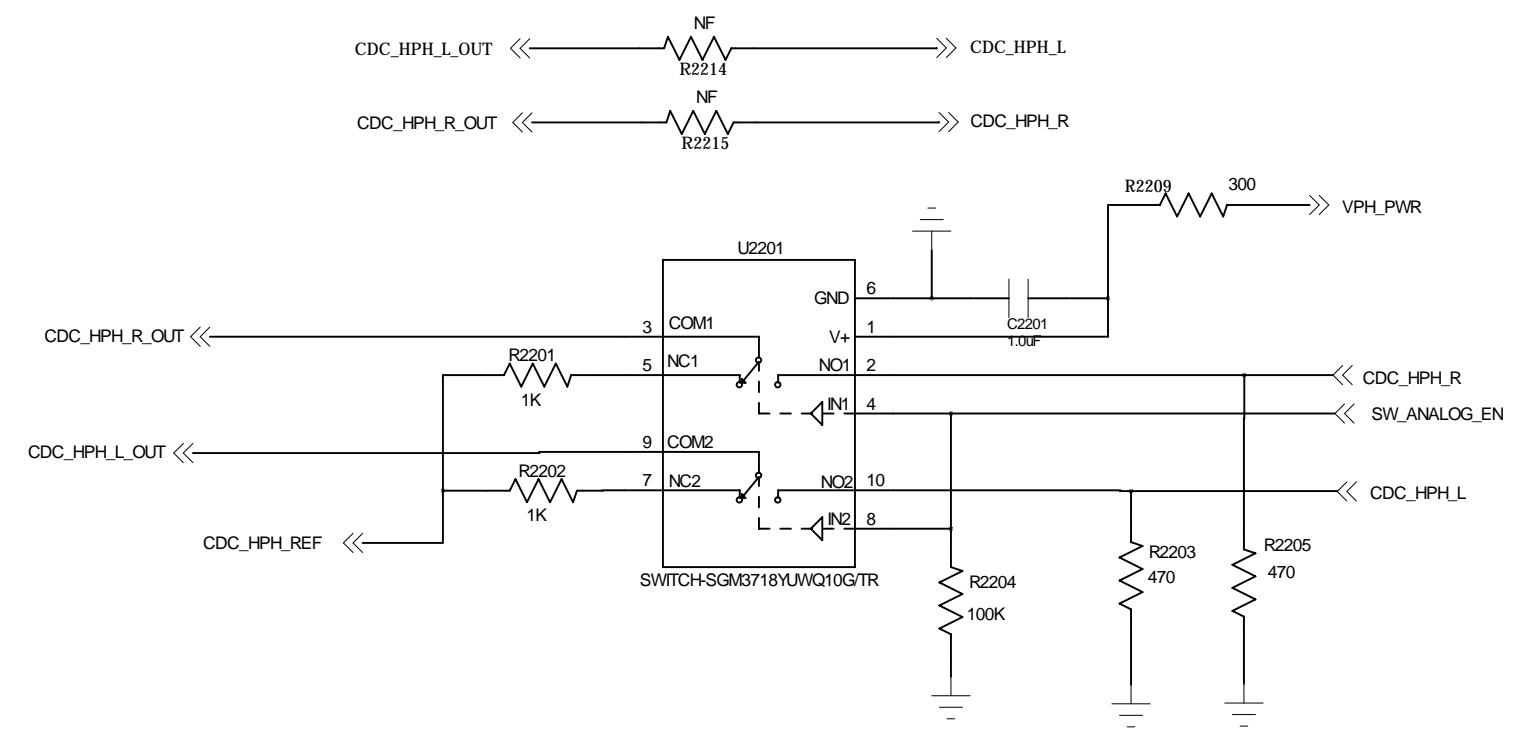 NF
CDC_HPH_L_OUT
CDC_HPH_L
R2214
NF
CDC_HPH_R_OUT
CDC_HPH_R
R2215
R2209
300
VPH_PWR
U2201
GND
6
C2201
1.0uF
CDC_HPH_R_OUT
3
COM1
V+
1
R2201
1K
5
NC1
NO1
2
CDC_HPH_R
IN1
4
SW_ANALOG_EN
CDC_HPH_L_OUT
9
COM2
R2202
1K
7
NC2
NO2
10
CDC_HPH_L
IN2
8
CDC_HPH_REF
SWITCH-SGM3718YUWQ10G/TR
R2204
100K
R2203
470
R2205
470